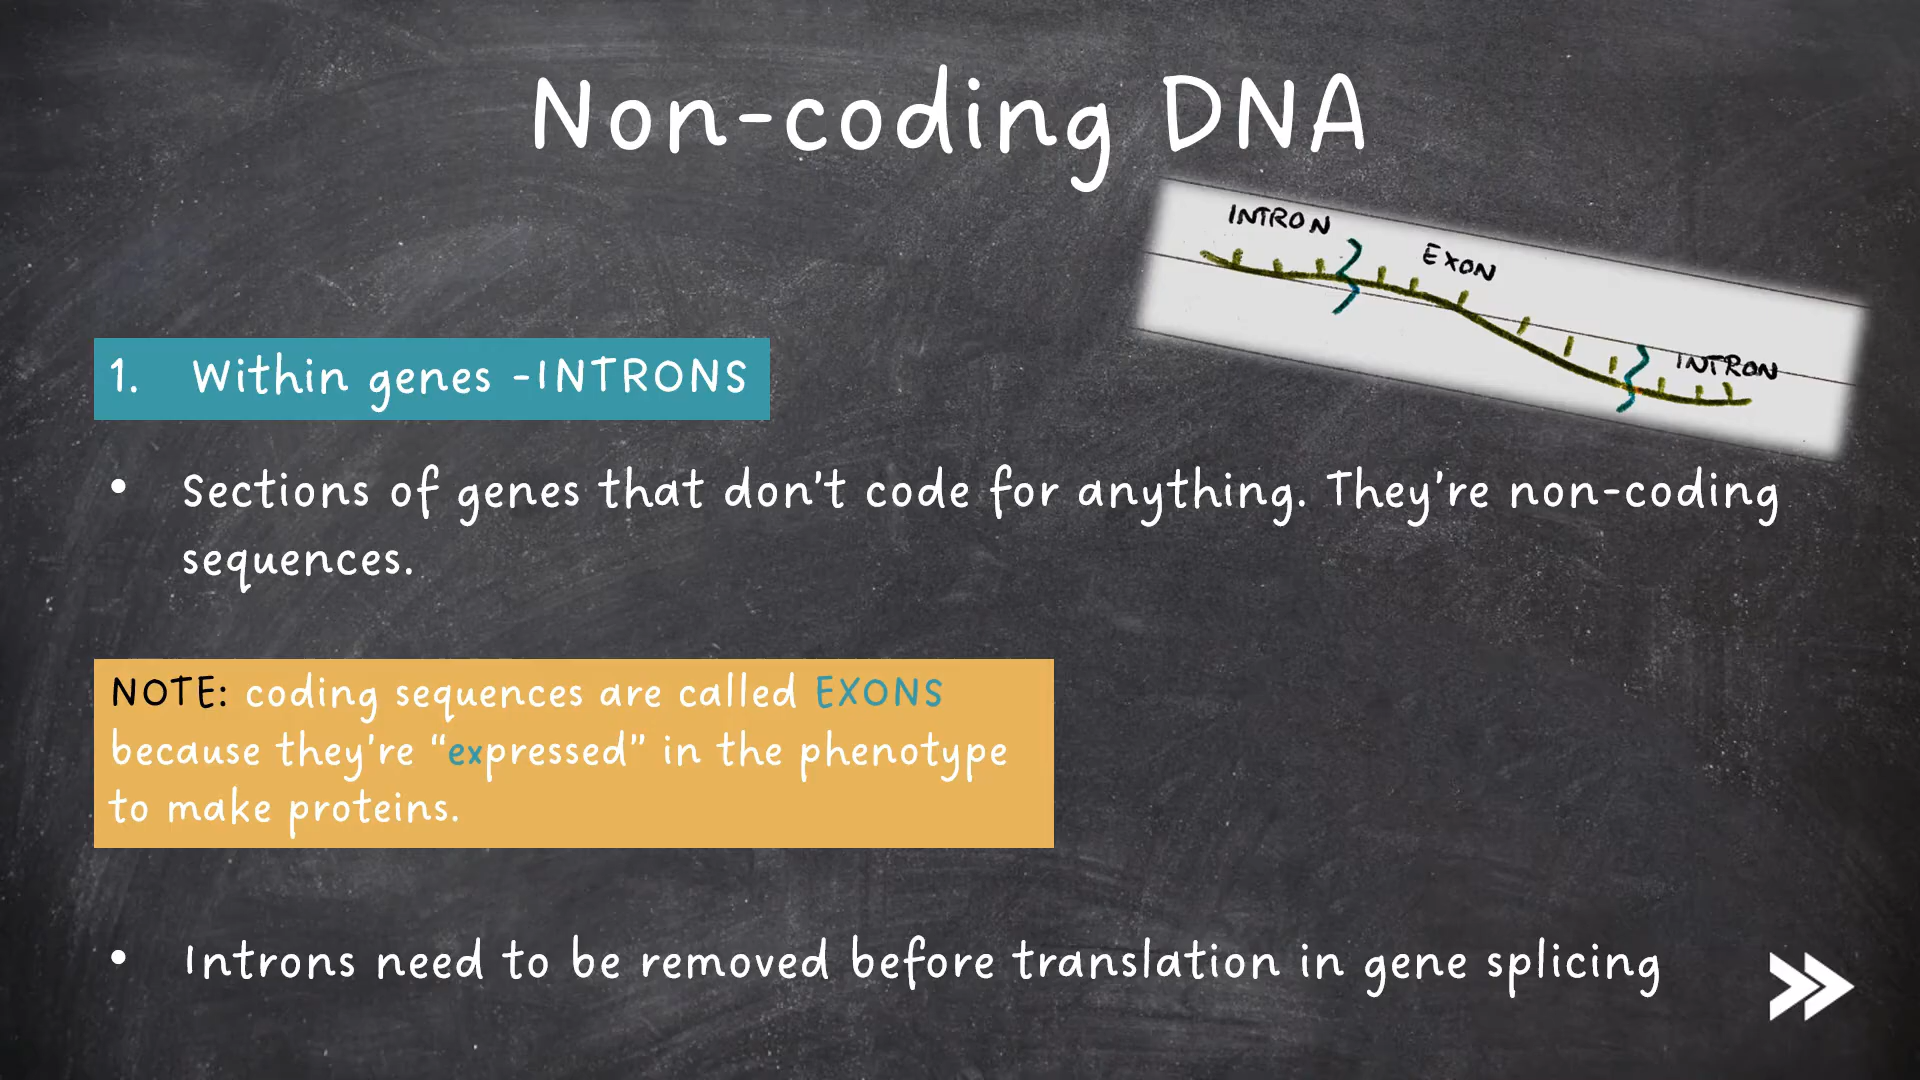 Non-coding DNA
INTRON
EXON
INTRON
1. Within genes -INTRONS
• Sections of genes that don't code for anything. They're non-coding
sequences.
NOTE: coding sequences are called EXONS
because they're “expressed” in the phenotype
to make proteins.
• Introns need to be removed before translation in gene splicing